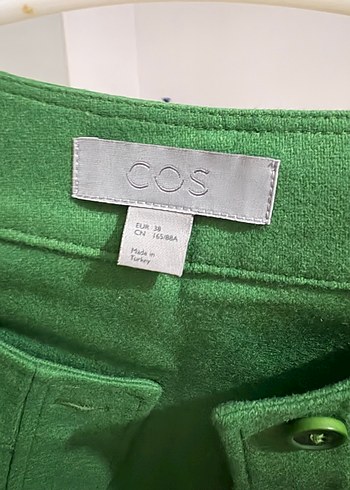 COS
EUR 38
CN 165/88A
Made in
Turkey